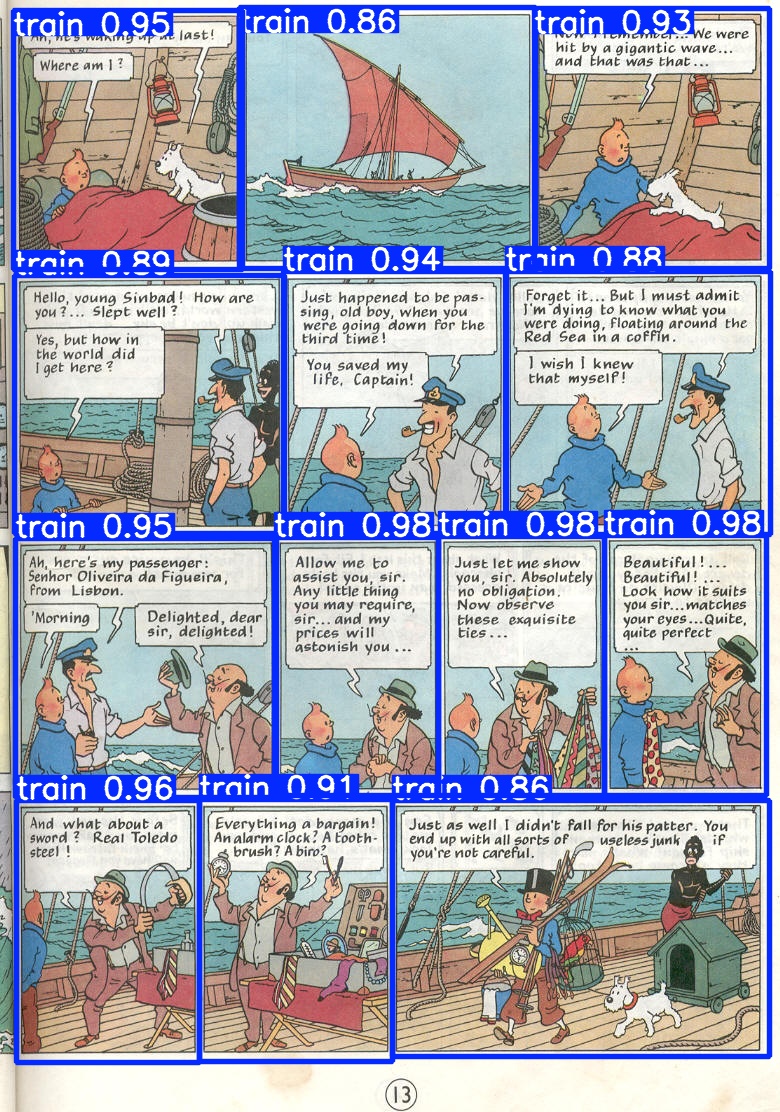 train 0.95
train 0.86
train 0.93
Ah, it's waking up at last!
Where am I?
Now I remember... We were
hit by a gigantic wave...
and that was that...
train 0.89
train 0.94
train 0.88
Hello, young Sinbad! How are
you?... Slept well?
Yes, but how in
the world did
I get here?
Just happened to be pas-
sing, old boy, when you
were going down for the
third time!
You saved my
life, Captain!
Forget it... But I must admit
I'm dying to know what you
were doing, floating around the
Red Sea in a coffin.
I wish I knew
that myself!
train 0.95
train 0.98
train 0.98
train 0.98
Ah, here's my passenger:
Senhor Oliveira da Figueira,
from Lisbon.
'Morning
Delighted, dear
sir, delighted!
Allow me to
assist you, sir.
Any little thing
you may require,
sir... and my
prices will
astonish you...
Just let me show
you, sir. Absolutely
no obligation.
Now observe
these exquisite
ties...
Beautiful!...
Beautiful! ...
Look how it suits
you sir...matches
your eyes...Quite,
quite perfect
...
train 0.96
train 0.91
train 0.86
And what about a
sword? Real Toledo
steel!
Everything a bargain!
An alarm clock? A tooth-
brush? A biro?
Just as well I didn't fall for his patter. You
end up with all sorts of useless junk if
you're not careful.
13